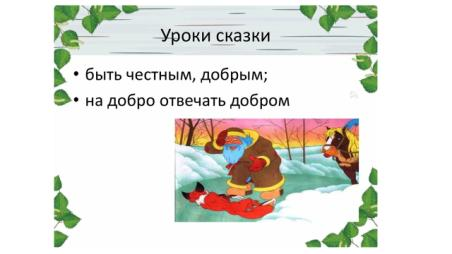 Уроки сказки
• быть честным, добрым;
• на добро отвечать добром